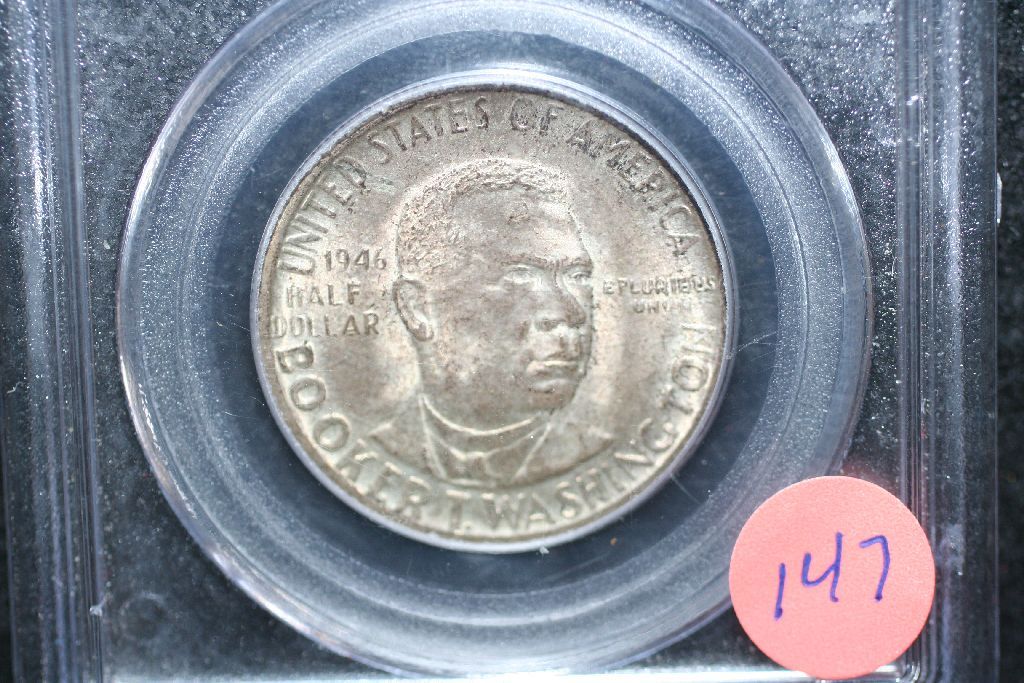 UNITED STATES OF AMERICA
1946
HALF
DOLLAR
E PLURIBUS
UNUM
BOOKER T. WASHINGTON
147